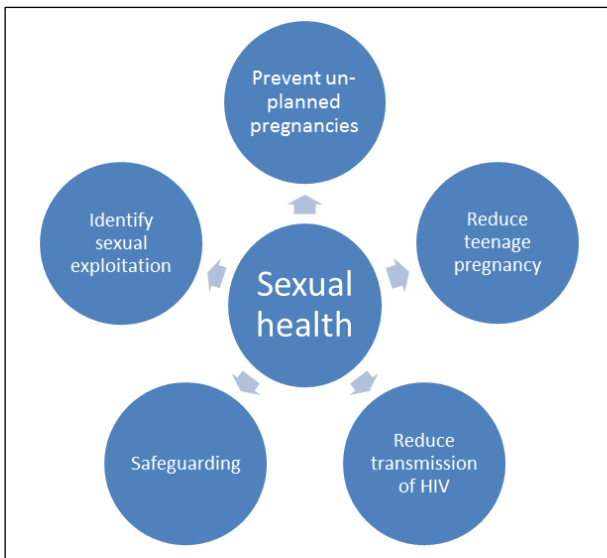 Prevent un-
planned
pregnancies
Identify
sexual
exploitation
Reduce
teenage
pregnancy
Sexual
health
Safeguarding
Reduce
transmission
of HIV